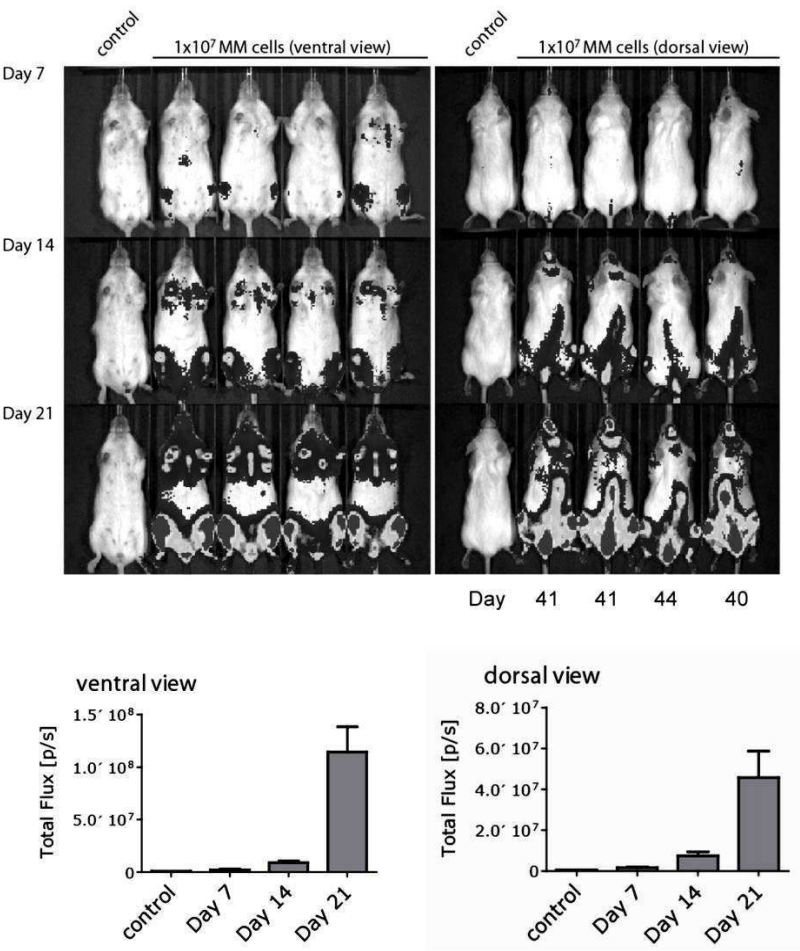 control
1x10⁷ MM cells (ventral view)
control
1x10⁷ MM cells (dorsal view)
Day 7
Day 14
Day 21
Day 41 41 44 40
ventral view
Total Flux [p/s]
1.5´ 10⁸
1.0´ 10⁸
5.0´ 10⁷
0
control
Day 7
Day 14
Day 21
dorsal view
Total Flux [p/s]
8.0´ 10⁷
6.0´ 10⁷
4.0´ 10⁷
2.0´ 10⁷
0
control
Day 7
Day 14
Day 21